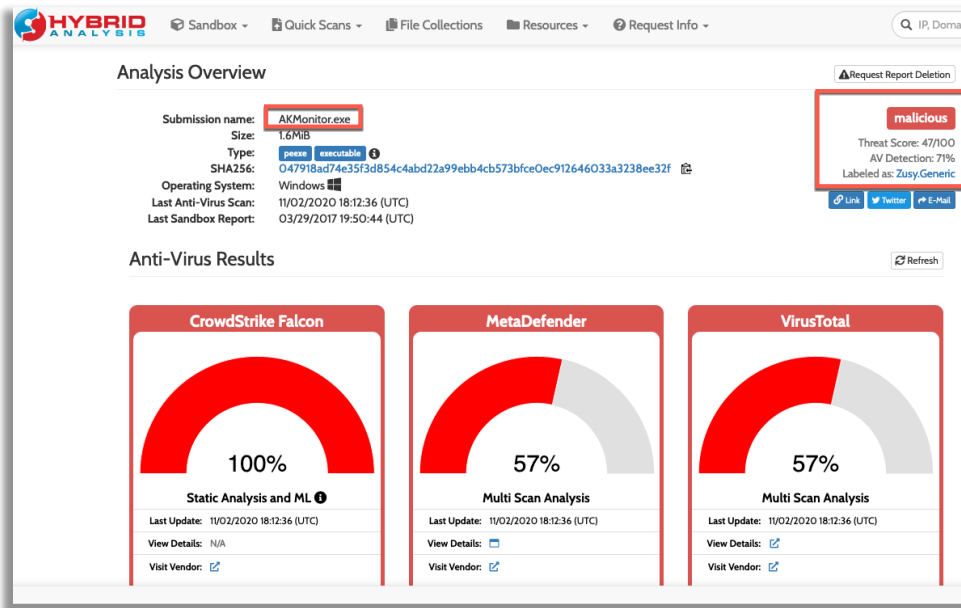 HYBRID
ANALYSIS
Sandbox
Quick Scans
File Collections
Resources
Request Info
IP, Doma
Analysis Overview
Request Report Deletion
Submission name: AKMonitor.exe
Size: 1.6MiB
Type: peexe executable
SHA256: 047918ad74e35f3d854c4abd22a99ebb4cb573bfce0ec912646033a3238ee32f
Operating System: Windows
Last Anti-Virus Scan: 11/02/2020 18:12:36 (UTC)
Last Sandbox Report: 03/29/2017 19:50:44 (UTC)
malicious
Threat Score: 47/100
AV Detection: 71%
Labeled as: Zusy.Generic
Link
Twitter
E-Mail
Anti-Virus Results
Refresh
CrowdStrike Falcon
100%
Static Analysis and ML
Last Update: 11/02/2020 18:12:36 (UTC)
View Details: N/A
Visit Vendor:
MetaDefender
57%
Multi Scan Analysis
Last Update: 11/02/2020 18:12:36 (UTC)
View Details:
Visit Vendor:
VirusTotal
57%
Multi Scan Analysis
Last Update: 11/02/2020 18:12:36 (UTC)
View Details:
Visit Vendor: